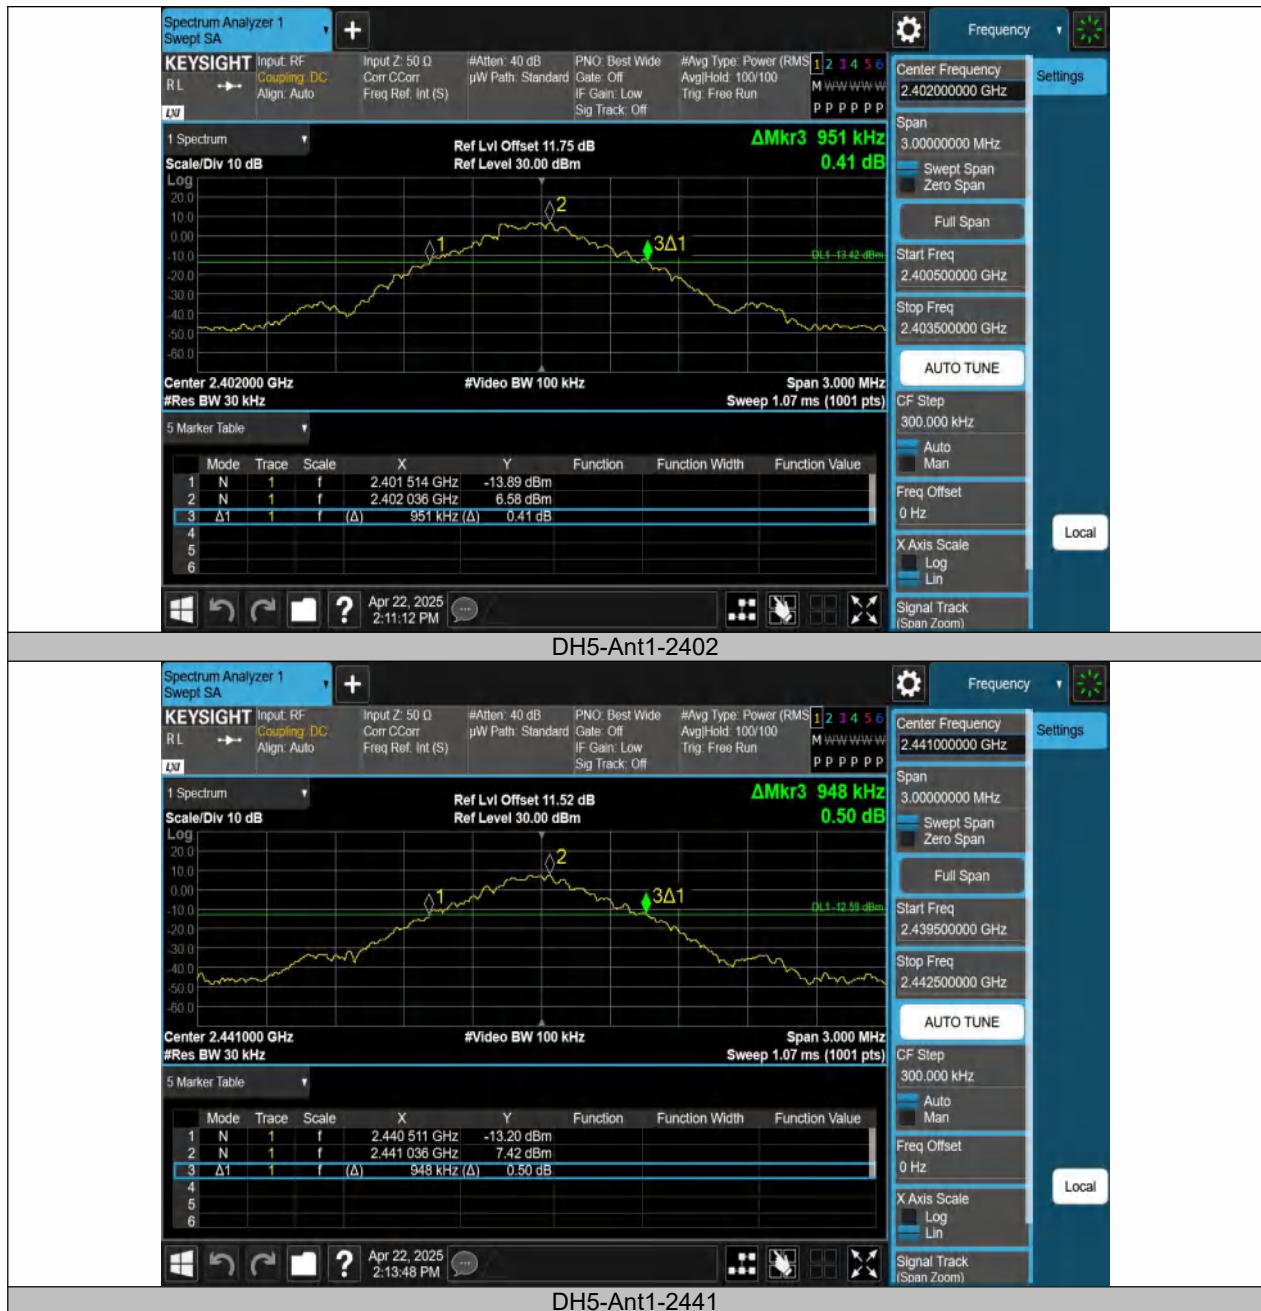 Spectrum Analyzer 1
Swept SA
Frequency
KEYSIGHT
RL
LXI
Input: RF
Coupling: DC
Align: Auto
Input Z: 50 Ω
Corr CCorr
Freq Ref: Int (S)
#Atten: 40 dB
µW Path: Standard
PNO: Best Wide
Gate: Off
IF Gain: Low
Sig Track: Off
#Avg Type: Power (RMS
Avg|Hold: 100/100
Trig: Free Run
1 2 3 4 5 6
M W W W W W
P P P P P P
Center Frequency
2.402000000 GHz
Settings
1 Spectrum
Scale/Div 10 dB
Ref Lvl Offset 11.75 dB
Ref Level 30.00 dBm
ΔMkr3 951 kHz
0.41 dB
Span
3.00000000 MHz
Swept Span
Zero Span
Full Span
Start Freq
2.400500000 GHz
Stop Freq
2.403500000 GHz
AUTO TUNE
CF Step
300.000 kHz
Auto
Man
Freq Offset
0 Hz
X Axis Scale
Log
Lin
Signal Track
(Span Zoom)
Local
Log
20.0
10.0
0.00
-10.0
-20.0
-30.0
-40.0
-50.0
-60.0
1
2
3Δ1
DL1 -13.42 dBm
Center 2.402000 GHz
#Video BW 100 kHz
Span 3.000 MHz
#Res BW 30 kHz
Sweep 1.07 ms (1001 pts)
5 Marker Table
Mode Trace Scale X Y Function Function Width Function Value
1 N 1 f 2.401 514 GHz -13.89 dBm
2 N 1 f 2.402 036 GHz 6.58 dBm
3 Δ1 1 f (Δ) 951 kHz (Δ) 0.41 dB
4
5
6
?
Apr 22, 2025
2:11:12 PM
DH5-Ant1-2402
Spectrum Analyzer 1
Swept SA
Frequency
KEYSIGHT
RL
LXI
Input: RF
Coupling: DC
Align: Auto
Input Z: 50 Ω
Corr CCorr
Freq Ref: Int (S)
#Atten: 40 dB
µW Path: Standard
PNO: Best Wide
Gate: Off
IF Gain: Low
Sig Track: Off
#Avg Type: Power (RMS
Avg|Hold: 100/100
Trig: Free Run
1 2 3 4 5 6
M W W W W W
P P P P P P
Center Frequency
2.441000000 GHz
Settings
1 Spectrum
Scale/Div 10 dB
Ref Lvl Offset 11.52 dB
Ref Level 30.00 dBm
ΔMkr3 948 kHz
0.50 dB
Span
3.00000000 MHz
Swept Span
Zero Span
Full Span
Start Freq
2.439500000 GHz
Stop Freq
2.442500000 GHz
AUTO TUNE
CF Step
300.000 kHz
Auto
Man
Freq Offset
0 Hz
X Axis Scale
Log
Lin
Signal Track
(Span Zoom)
Local
Log
20.0
10.0
0.00
-10.0
-20.0
-30.0
-40.0
-50.0
-60.0
1
2
3Δ1
DL1 -12.59 dBm
Center 2.441000 GHz
#Video BW 100 kHz
Span 3.000 MHz
#Res BW 30 kHz
Sweep 1.07 ms (1001 pts)
5 Marker Table
Mode Trace Scale X Y Function Function Width Function Value
1 N 1 f 2.440 511 GHz -13.20 dBm
2 N 1 f 2.441 036 GHz 7.42 dBm
3 Δ1 1 f (Δ) 948 kHz (Δ) 0.50 dB
4
5
6
?
Apr 22, 2025
2:13:48 PM
DH5-Ant1-2441